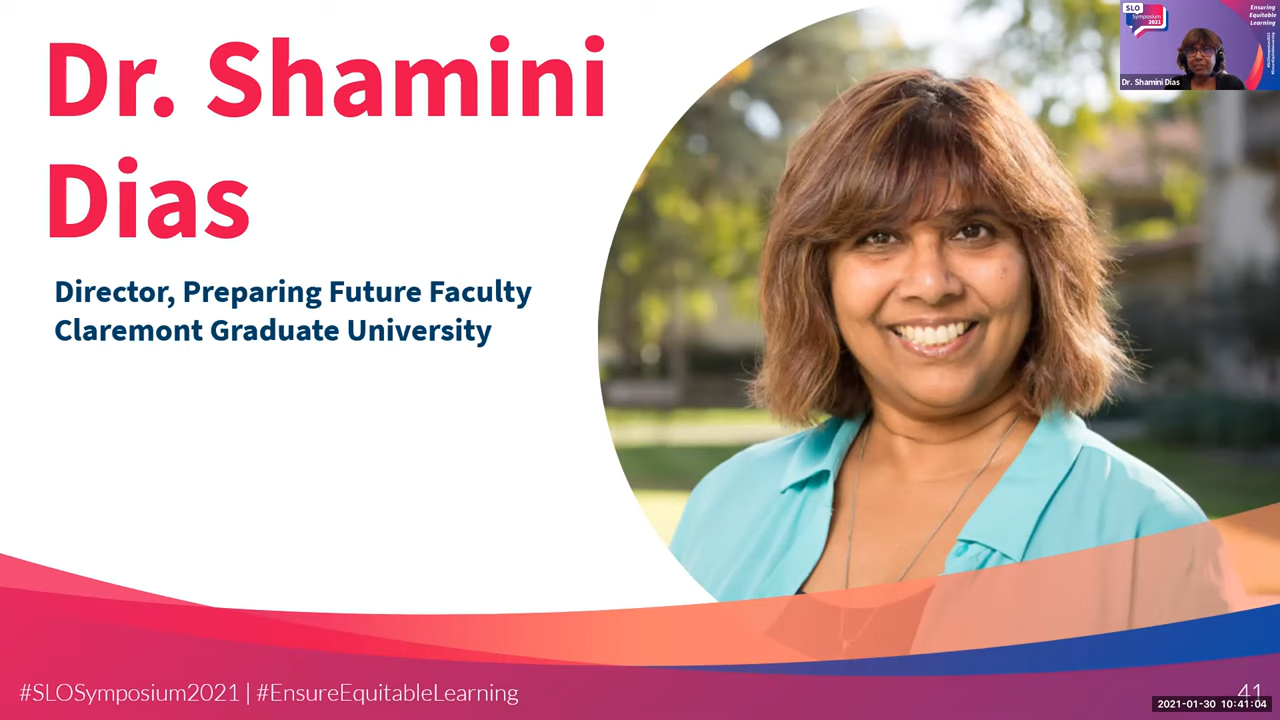 Dr. Shamini
Dias
Director, Preparing Future Faculty
Claremont Graduate University
#SLOSymposium2021 | #EnsureEquitableLearning
41
2021-01-30 10:41:04
SLO
Symposium
2021
Ensuring
Equitable
Learning
Dr. Shamini Dias